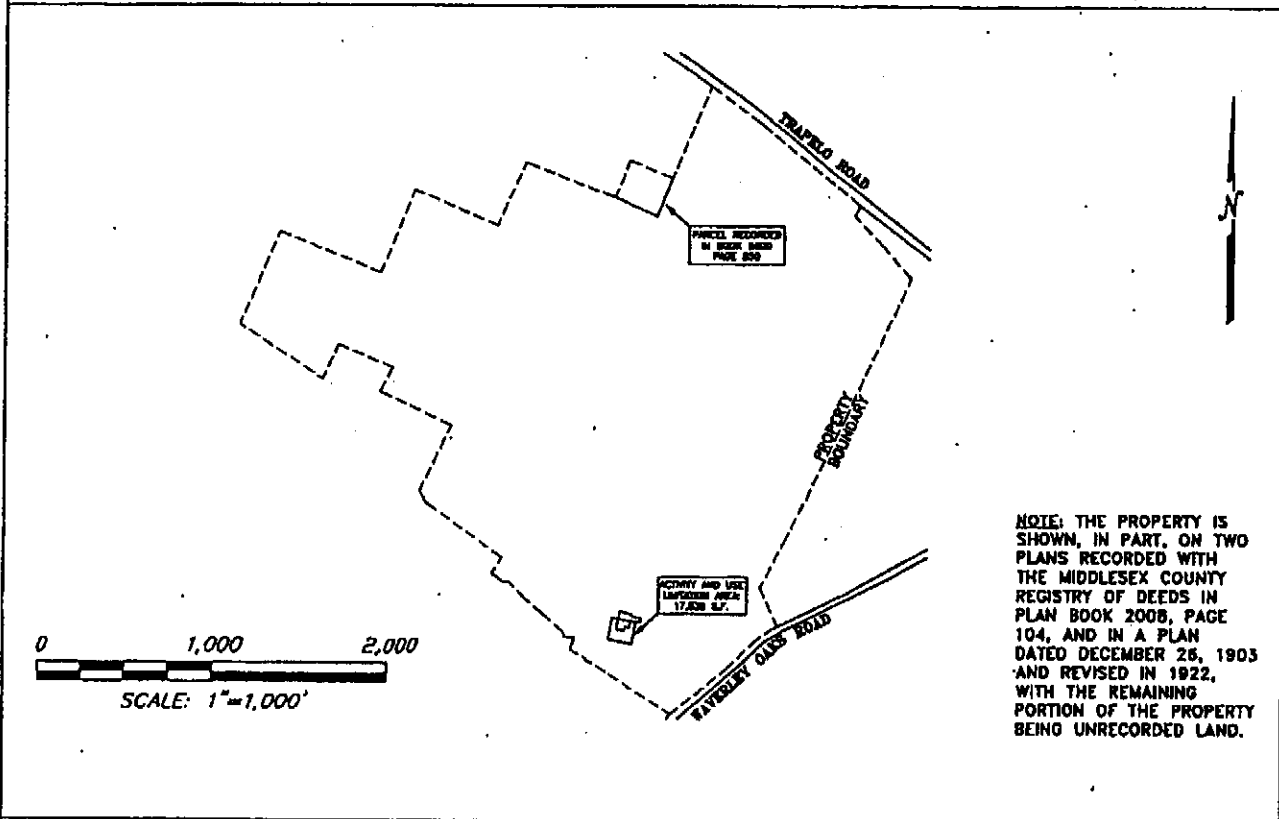 TRAPELO ROAD
N
PARCEL RECORDED
IN BOOK
PAGE
PROPERTY
BOUNDARY
ACTIVITY AND USE
LIMITATION AREA:
S.F.
WAVERLEY OAKS ROAD
0 1,000 2,000
SCALE: 1"=1,000'
NOTE: THE PROPERTY IS
SHOWN, IN PART, ON TWO
PLANS RECORDED WITH
THE MIDDLESEX COUNTY
REGISTRY OF DEEDS IN
PLAN BOOK 2008, PAGE
104, AND IN A PLAN
DATED DECEMBER 26, 1903
AND REVISED IN 1922,
WITH THE REMAINING
PORTION OF THE PROPERTY
BEING UNRECORDED LAND.